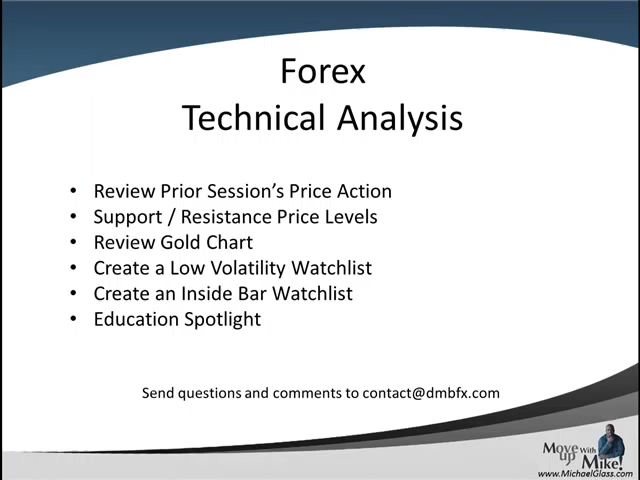 Forex
Technical Analysis
• Review Prior Session's Price Action
• Support / Resistance Price Levels
• Review Gold Chart
• Create a Low Volatility Watchlist
• Create an Inside Bar Watchlist
• Education Spotlight
Send questions and comments to contact@dmbfx.com
Move up With Mike!
www.MichaelGlass.com